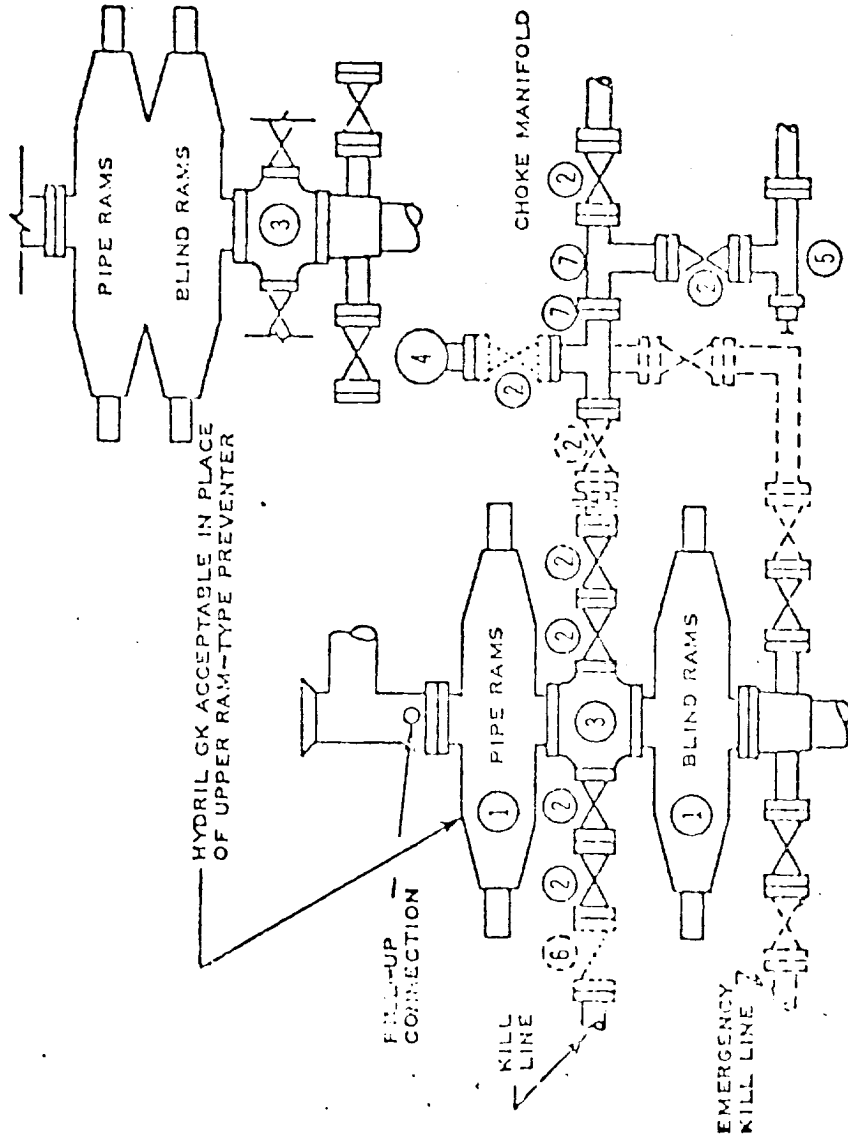 HYDRIL GK ACCEPTABLE IN PLACE
OF UPPER RAM-TYPE PREVENTER
PIPE RAMS
BLIND RAMS
3
FILL-UP
CONNECTION
KILL
LINE
EMERGENCY
KILL LINE
1
PIPE RAMS
6
2
2
3
2
2
2
1
BLIND RAMS
4
2
7
7
2
2
5
CHOKE MANIFOLD